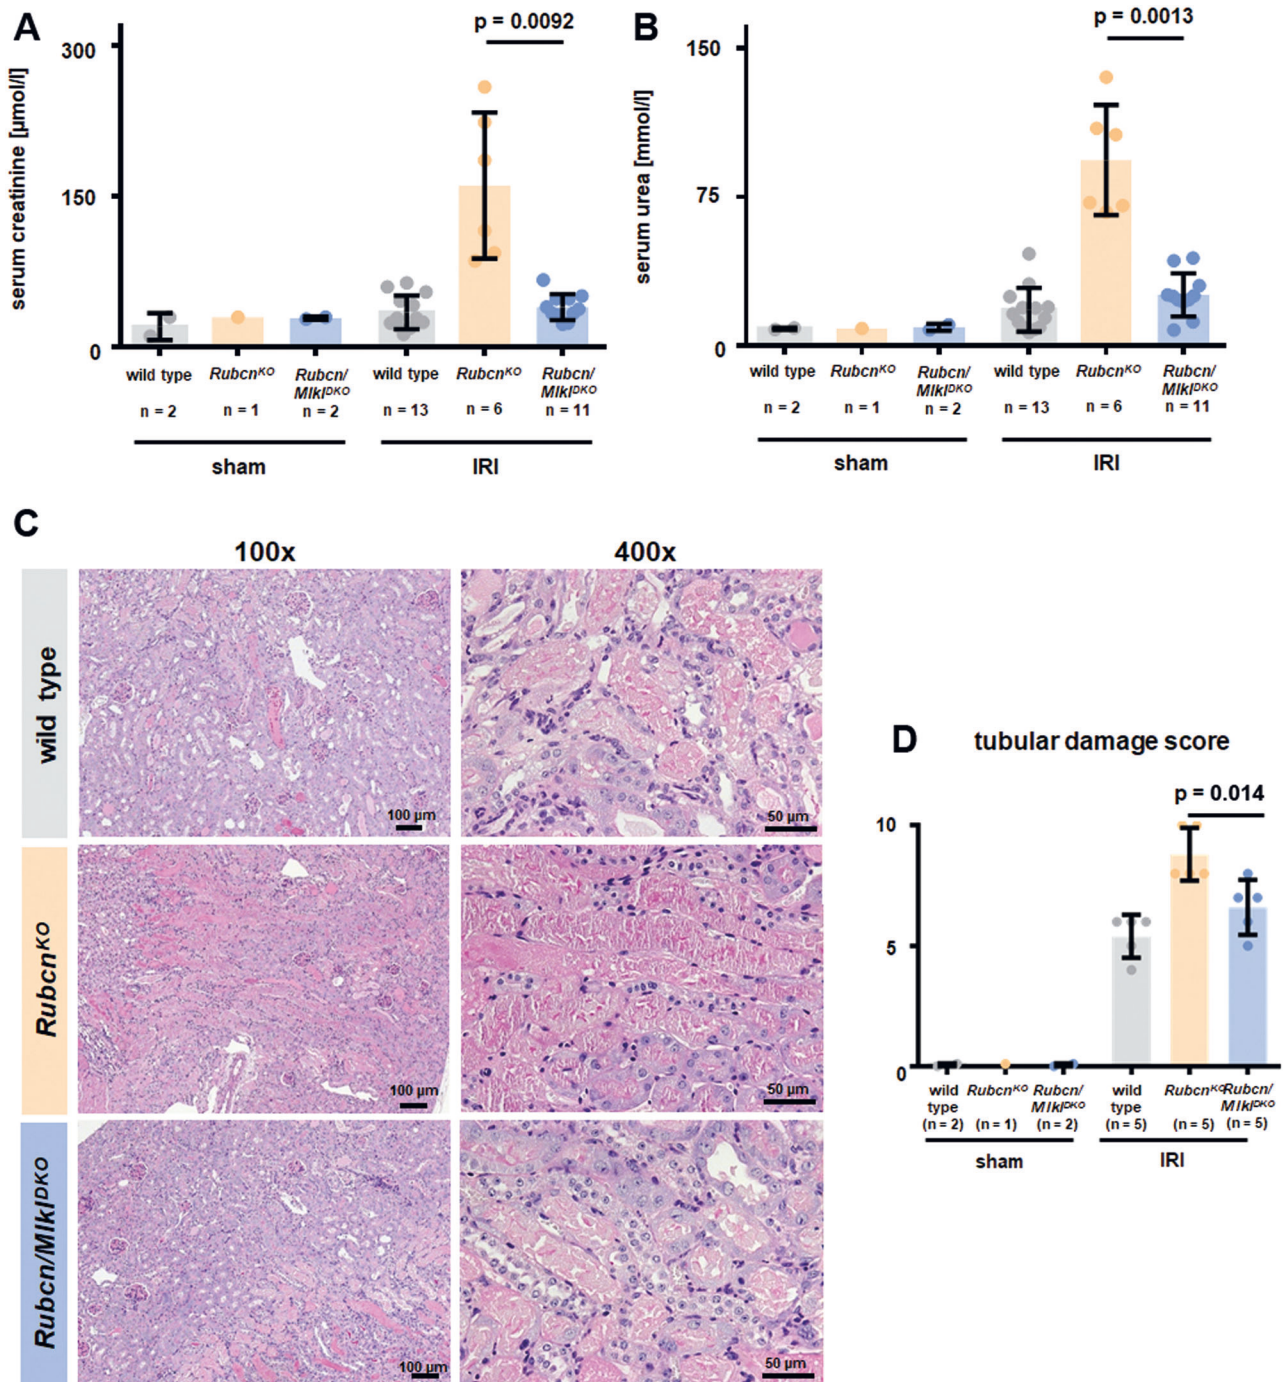 A
p = 0.0092
300
150
0
serum creatinine [µmol/l]
wild type
Rubcnᴷᴼ
Rubcn/
Mlklᴰᴷᴼ
wild type
Rubcnᴷᴼ
Rubcn/
Mlklᴰᴷᴼ
n = 2
n = 1
n = 2
n = 13
n = 6
n = 11
sham
IRI
B
p = 0.0013
150
75
0
serum urea [mmol/l]
wild type
Rubcnᴷᴼ
Rubcn/
Mlklᴰᴷᴼ
wild type
Rubcnᴷᴼ
Rubcn/
Mlklᴰᴷᴼ
n = 2
n = 1
n = 2
n = 13
n = 6
n = 11
sham
IRI
C
100x
400x
wild type
100 µm
50 µm
Rubcnᴷᴼ
100 µm
50 µm
Rubcn/Mlklᴰᴷᴼ
100 µm
50 µm
D
tubular damage score
p = 0.014
10
5
0
wild
type
(n = 2)
Rubcnᴷᴼ
(n = 1)
Rubcn/
Mlklᴰᴷᴼ
(n = 2)
wild
type
(n = 5)
Rubcnᴷᴼ
(n = 5)
Rubcn/
Mlklᴰᴷᴼ
(n = 5)
sham
IRI